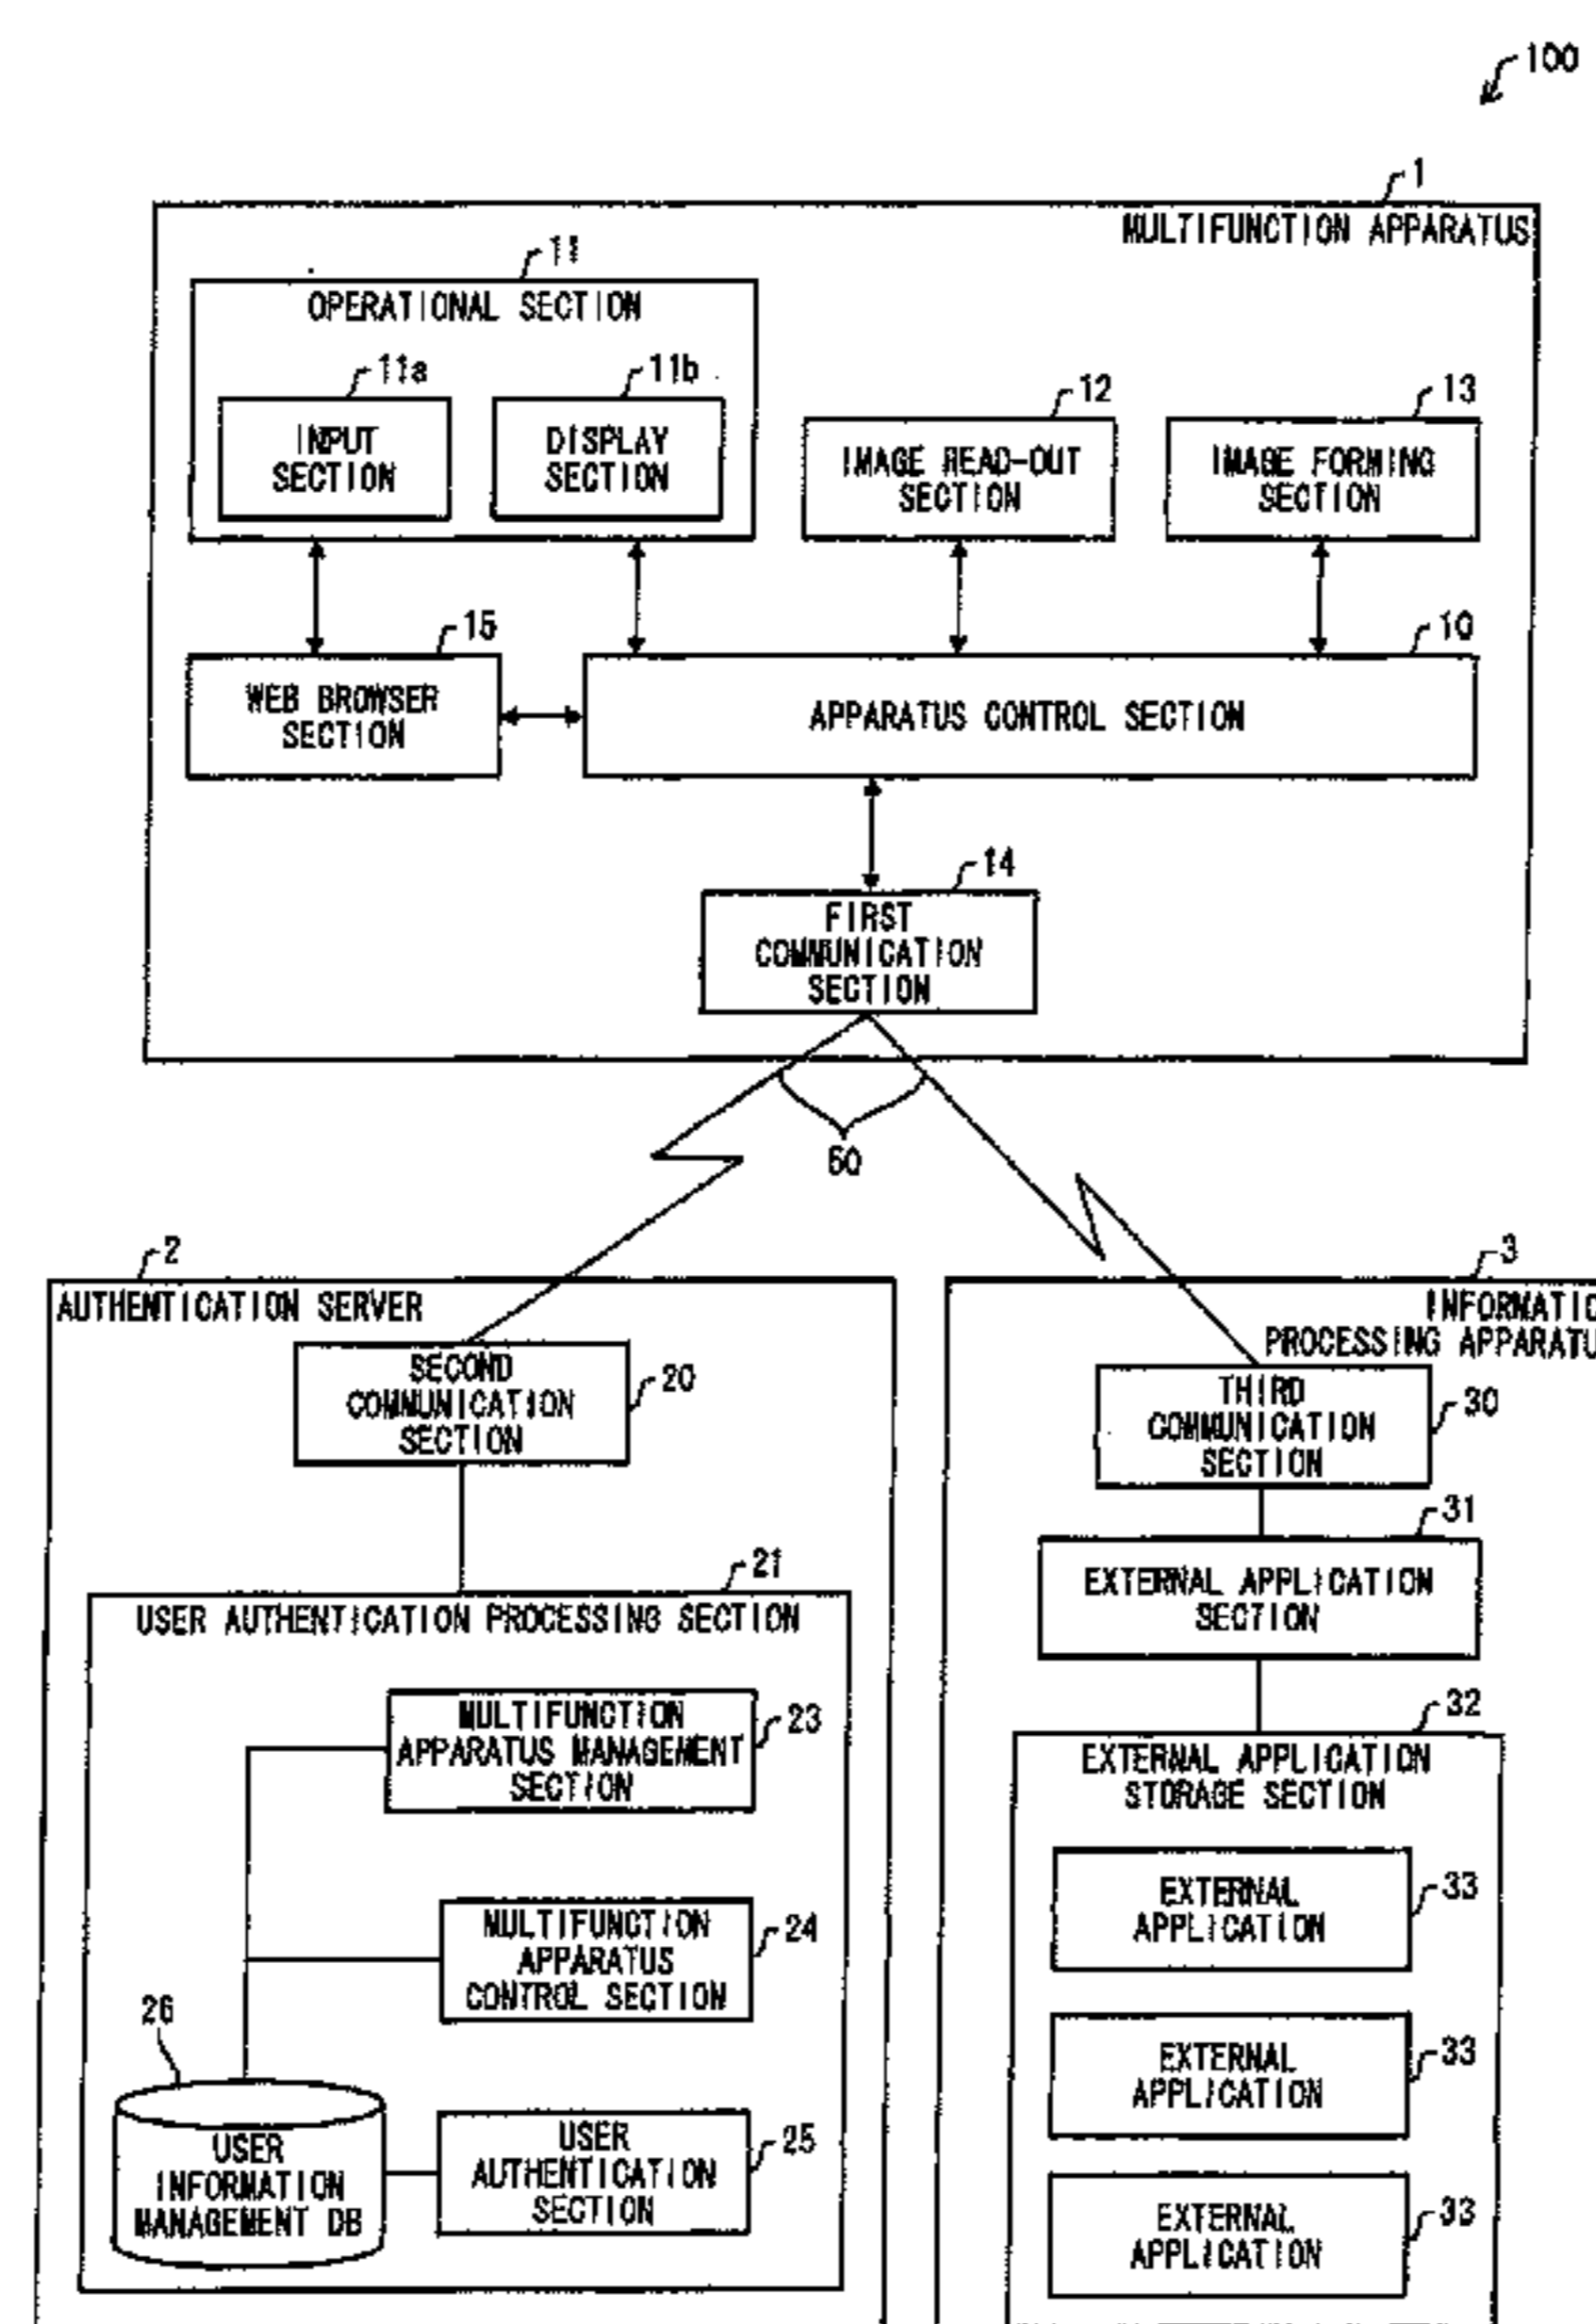 100
1
MULTIFUNCTION APPARATUS
11
OPERATIONAL SECTION
11a
11b
12
13
INPUT
SECTION
DISPLAY
SECTION
IMAGE READ-OUT
SECTION
IMAGE FORMING
SECTION
15
10
WEB BROWSER
SECTION
APPARATUS CONTROL SECTION
14
FIRST
COMMUNICATION
SECTION
60
2
AUTHENTICATION SERVER
SECOND
COMMUNICATION
SECTION
20
21
USER AUTHENTICATION PROCESSING SECTION
MULTIFUNCTION
APPARATUS MANAGEMENT
SECTION
23
MULTIFUNCTION
APPARATUS
CONTROL SECTION
24
26
USER
INFORMATION
MANAGEMENT DB
USER
AUTHENTICATION
SECTION
25
3
INFORMATIO
PROCESSING APPARATU
THIRD
COMMUNICATION
SECTION
30
31
EXTERNAL APPLICATION
SECTION
32
EXTERNAL APPLICATION
STORAGE SECTION
EXTERNAL
APPLICATION
33
EXTERNAL
APPLICATION
33
EXTERNAL
APPLICATION
33